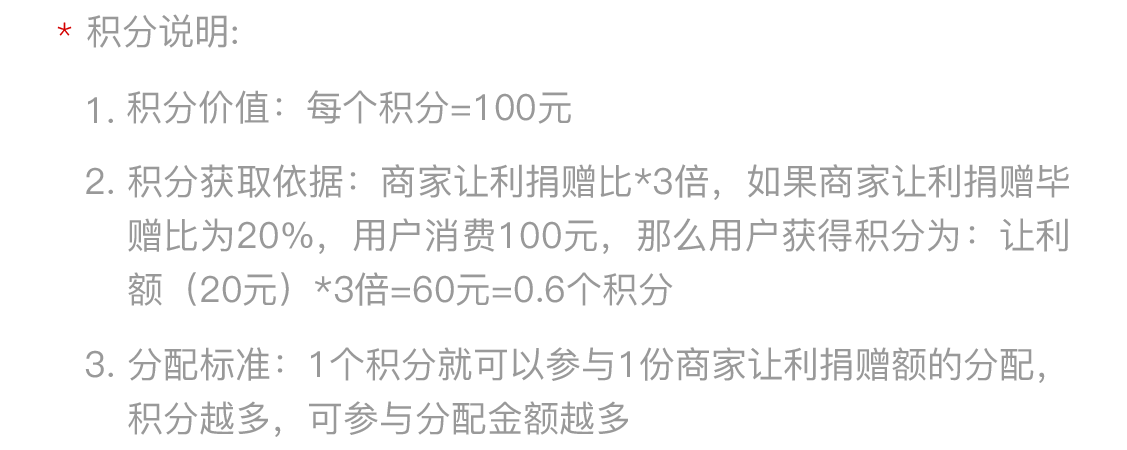 * 积分说明:
1. 积分价值：每个积分=100元
2. 积分获取依据：商家让利捐赠比*3倍，如果商家让利捐赠毕
赠比为20%，用户消费100元，那么用户获得积分为：让利
额（20元）*3倍=60元=0.6个积分
3. 分配标准：1个积分就可以参与1份商家让利捐赠额的分配，
积分越多，可参与分配金额越多